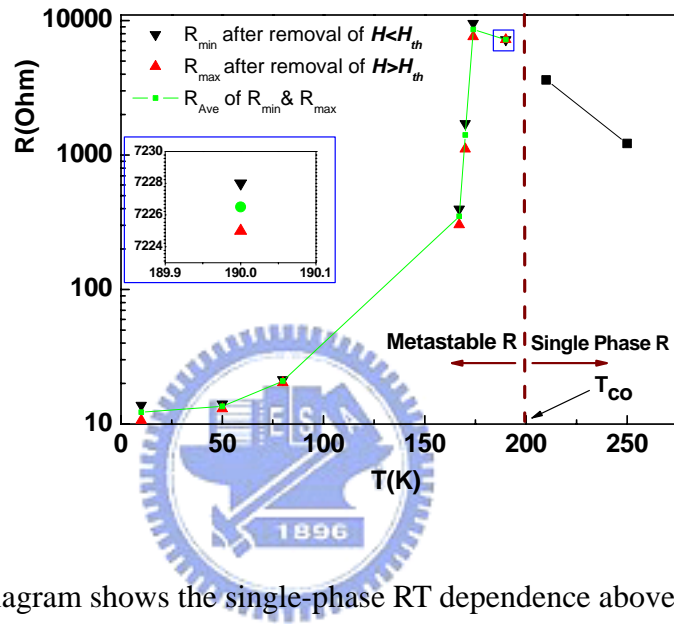 10000
1000
100
10
R(Ohm)
R_min after removal of H<H_th
R_max after removal of H>H_th
R_Ave of R_min & R_max
7230
7228
7226
7224
189.9 190.0 190.1
Metastable R
Single Phase R
T_CO
0 50 100 150 200 250
T(K)
1896
agram shows the single-phase RT dependence above